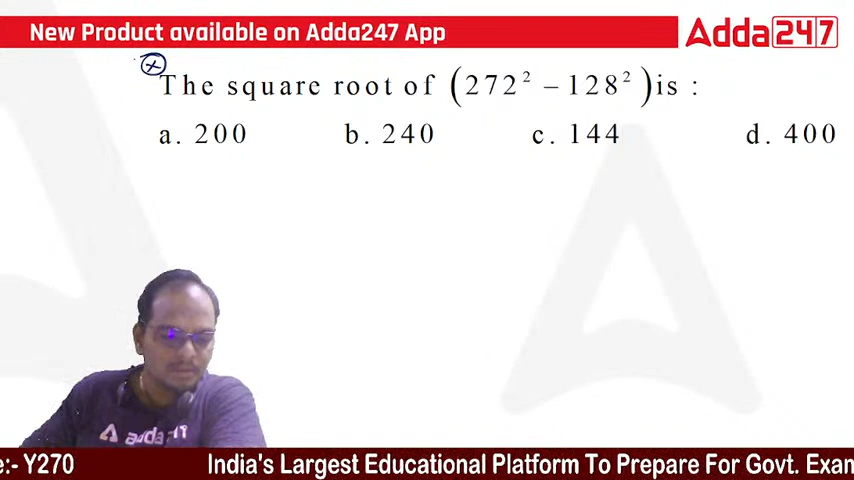 New Product available on Adda247 App
Adda247
The square root of (272² – 128²) is :
a. 200 b. 240 c. 144 d. 400
adda
e:- Y270 India's Largest Educational Platform To Prepare For Govt. Exan